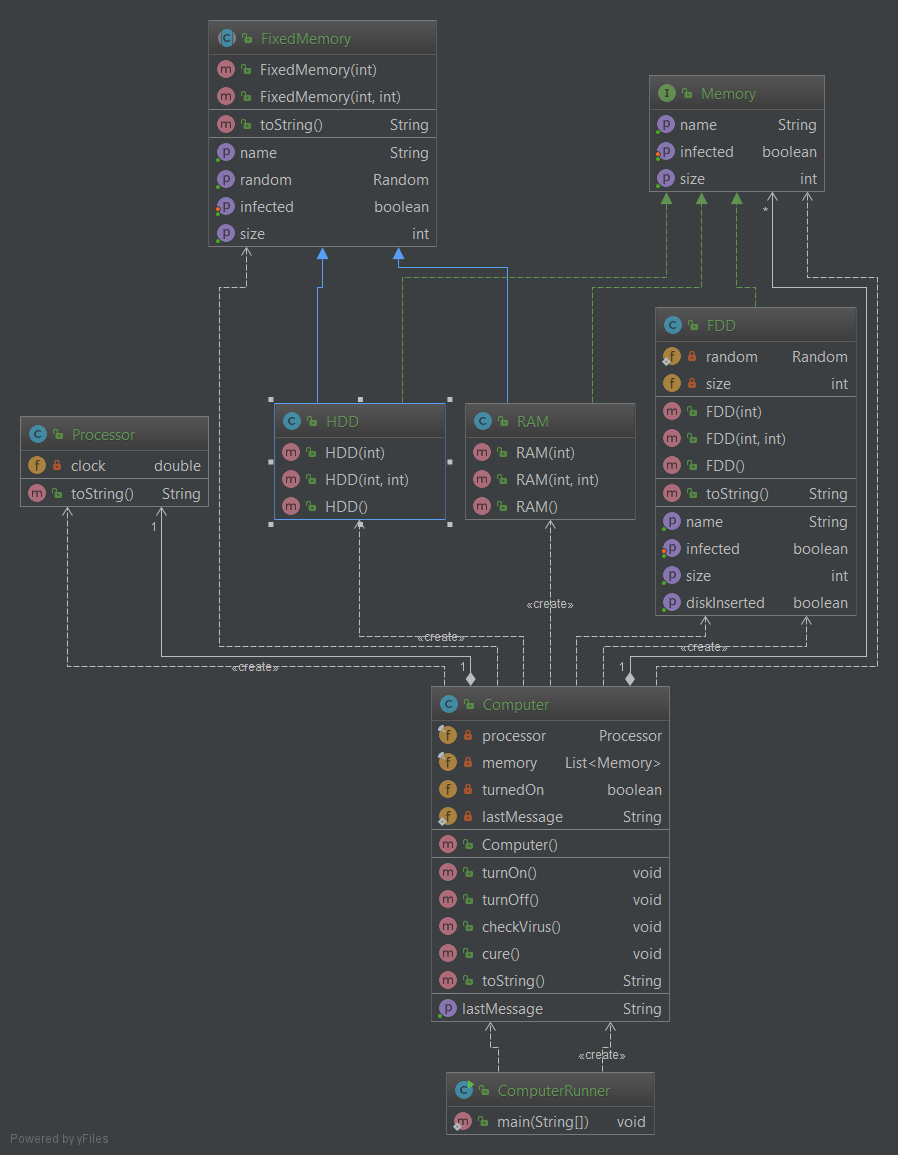 FixedMemory
FixedMemory(int)
FixedMemory(int, int)
toString() String
name String
random Random
infected boolean
size int
Memory
name String
infected boolean
size int
*
FDD
random Random
size int
FDD(int)
FDD(int, int)
FDD()
toString() String
name String
infected boolean
size int
diskInserted boolean
HDD
HDD(int)
HDD(int, int)
HDD()
RAM
RAM(int)
RAM(int, int)
RAM()
Processor
clock double
toString() String
1
«create»
«create»
«create»
«create»
1
1
Computer
processor Processor
memory List<Memory>
turnedOn boolean
lastMessage String
Computer()
turnOn() void
turnOff() void
checkVirus() void
cure() void
toString() String
lastMessage String
«create»
ComputerRunner
main(String[]) void
Powered by yFiles